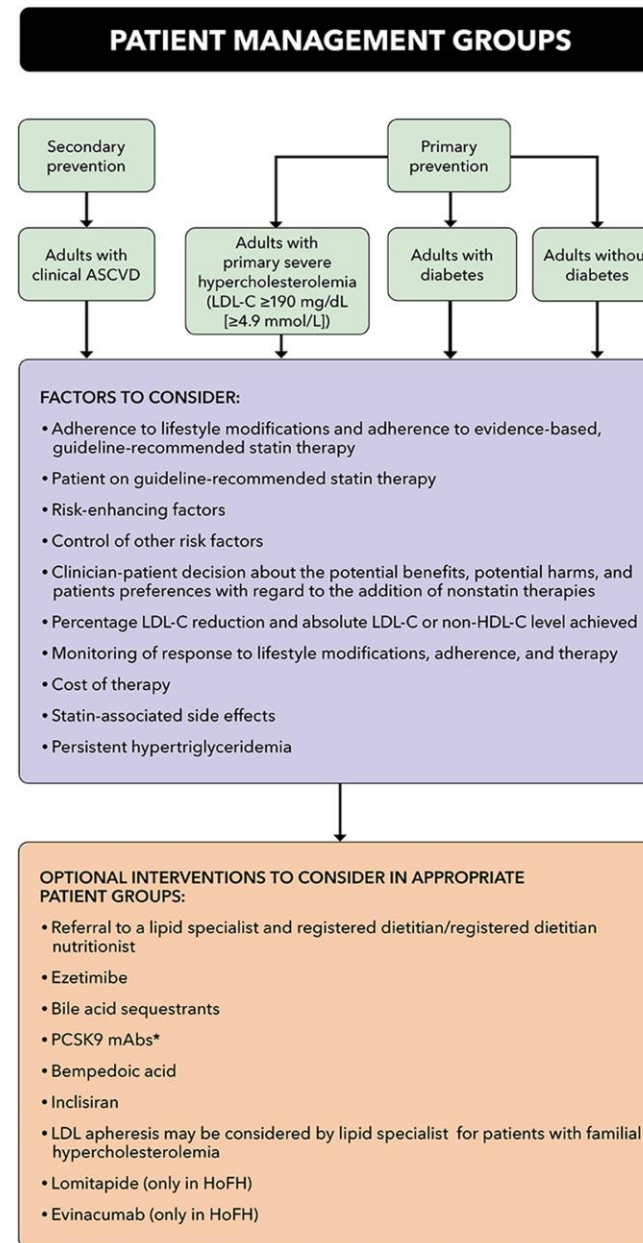 PATIENT MANAGEMENT GROUPS
Secondary
prevention
Primary
prevention
Adults with
clinical ASCVD
Adults with
primary severe
hypercholesterolemia
(LDL-C ≥190 mg/dL
[≥4.9 mmol/L])
Adults with
diabetes
Adults withou
diabetes
FACTORS TO CONSIDER:
• Adherence to lifestyle modifications and adherence to evidence-based,
guideline-recommended statin therapy
• Patient on guideline-recommended statin therapy
• Risk-enhancing factors
• Control of other risk factors
• Clinician-patient decision about the potential benefits, potential harms, and
patients preferences with regard to the addition of nonstatin therapies
• Percentage LDL-C reduction and absolute LDL-C or non-HDL-C level achieved
• Monitoring of response to lifestyle modifications, adherence, and therapy
• Cost of therapy
• Statin-associated side effects
• Persistent hypertriglyceridemia
OPTIONAL INTERVENTIONS TO CONSIDER IN APPROPRIATE
PATIENT GROUPS:
• Referral to a lipid specialist and registered dietitian/registered dietitian
nutritionist
• Ezetimibe
• Bile acid sequestrants
• PCSK9 mAbs*
• Bempedoic acid
• Inclisiran
• LDL apheresis may be considered by lipid specialist for patients with familial
hypercholesterolemia
• Lomitapide (only in HoFH)
• Evinacumab (only in HoFH)